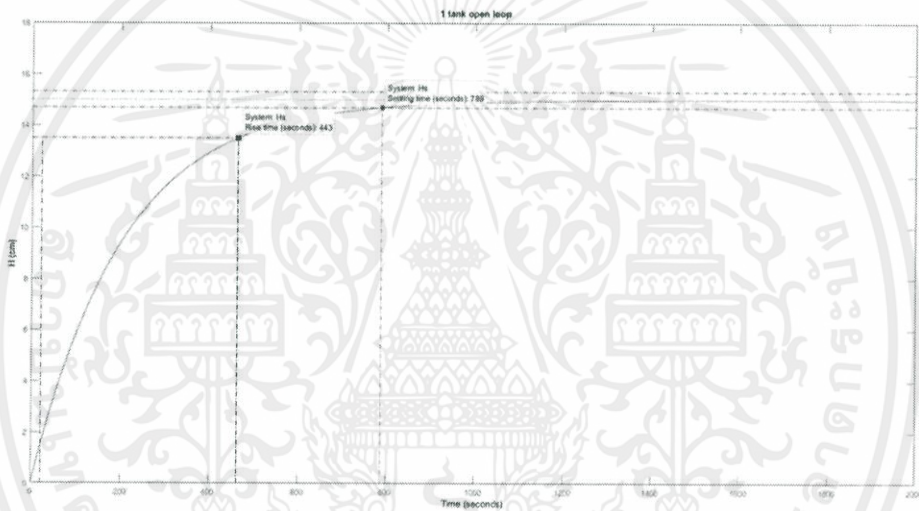 1 tank open loop
System: Hs
Settling time (seconds): 789
System: Hs
Rise time (seconds): 443
H (cm)
18
16
14
12
10
8
6
4
2
0
0 200 400 600 800 1000 1200 1400 1600 1800 2000
Time (seconds)